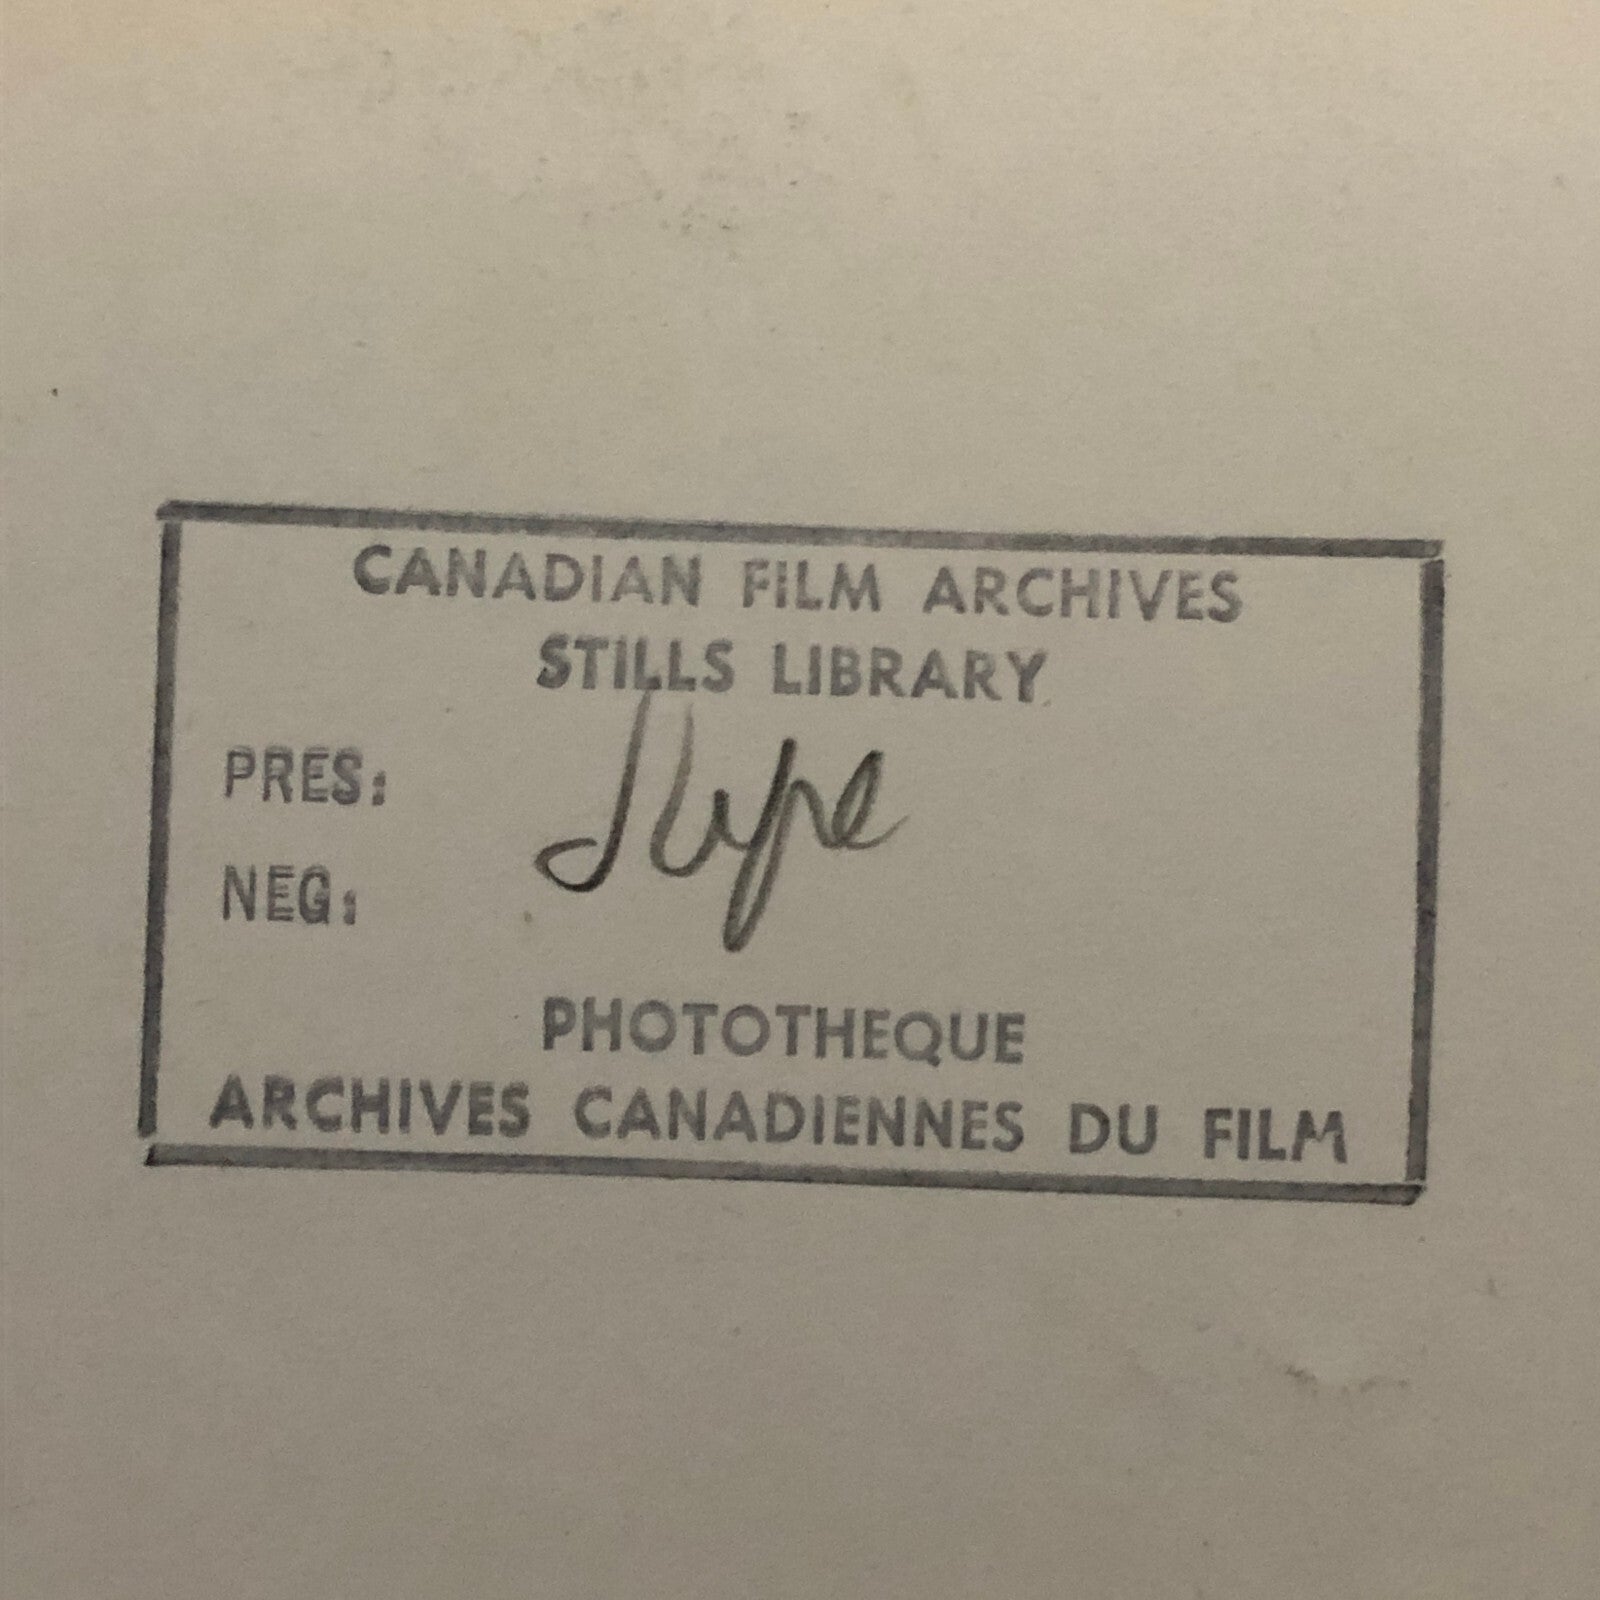 CANADIAN FILM ARCHIVES
STILLS LIBRARY
PRES:
NEG:
PHOTOTHEQUE
ARCHIVES CANADIENNES DU FILM